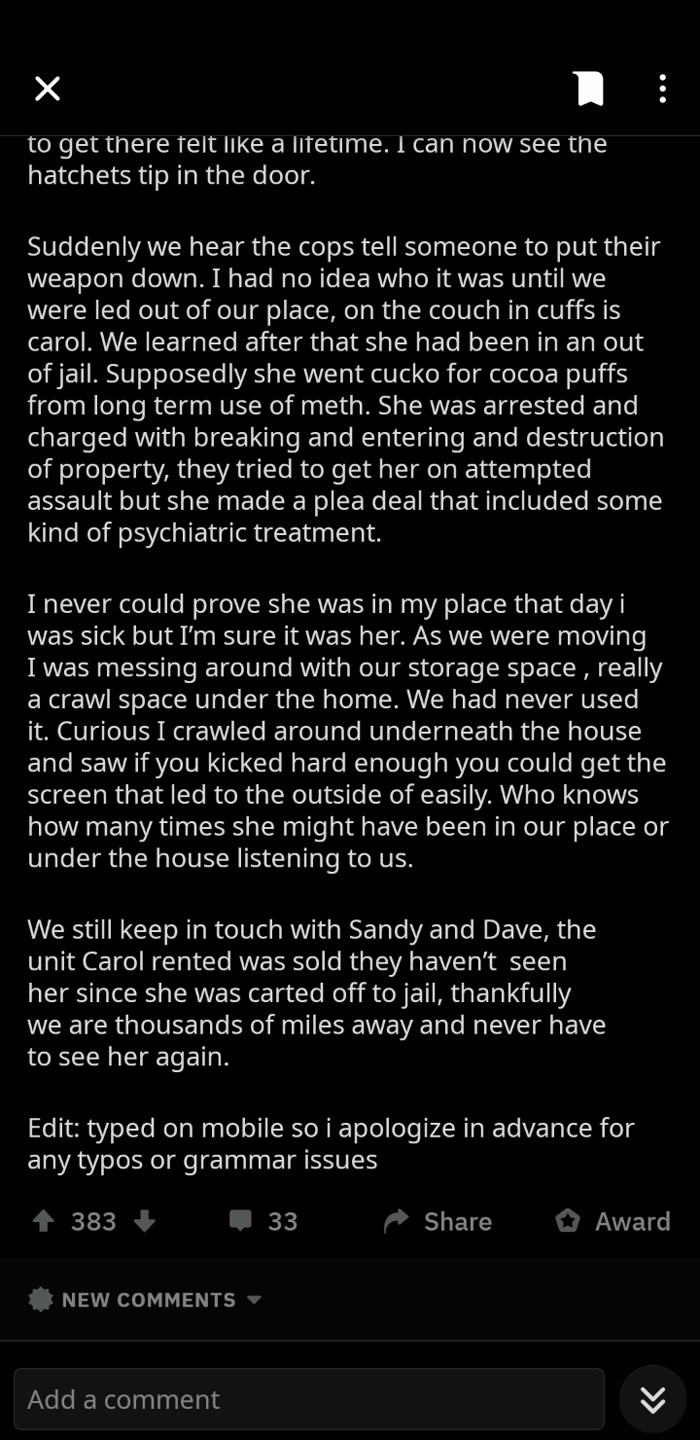 to get there felt like a lifetime. I can now see the
hatchets tip in the door.
Suddenly we hear the cops tell someone to put their
weapon down. I had no idea who it was until we
were led out of our place, on the couch in cuffs is
carol. We learned after that she had been in an out
of jail. Supposedly she went cucko for cocoa puffs
from long term use of meth. She was arrested and
charged with breaking and entering and destruction
of property, they tried to get her on attempted
assault but she made a plea deal that included some
kind of psychiatric treatment.
I never could prove she was in my place that day i
was sick but I’m sure it was her. As we were moving
I was messing around with our storage space , really
a crawl space under the home. We had never used
it. Curious I crawled around underneath the house
and saw if you kicked hard enough you could get the
screen that led to the outside of easily. Who knows
how many times she might have been in our place or
under the house listening to us.
We still keep in touch with Sandy and Dave, the
unit Carol rented was sold they haven’t  seen
her since she was carted off to jail, thankfully
we are thousands of miles away and never have
to see her again.
Edit: typed on mobile so i apologize in advance for
any typos or grammar issues
383 33 Share Award
NEW COMMENTS
Add a comment